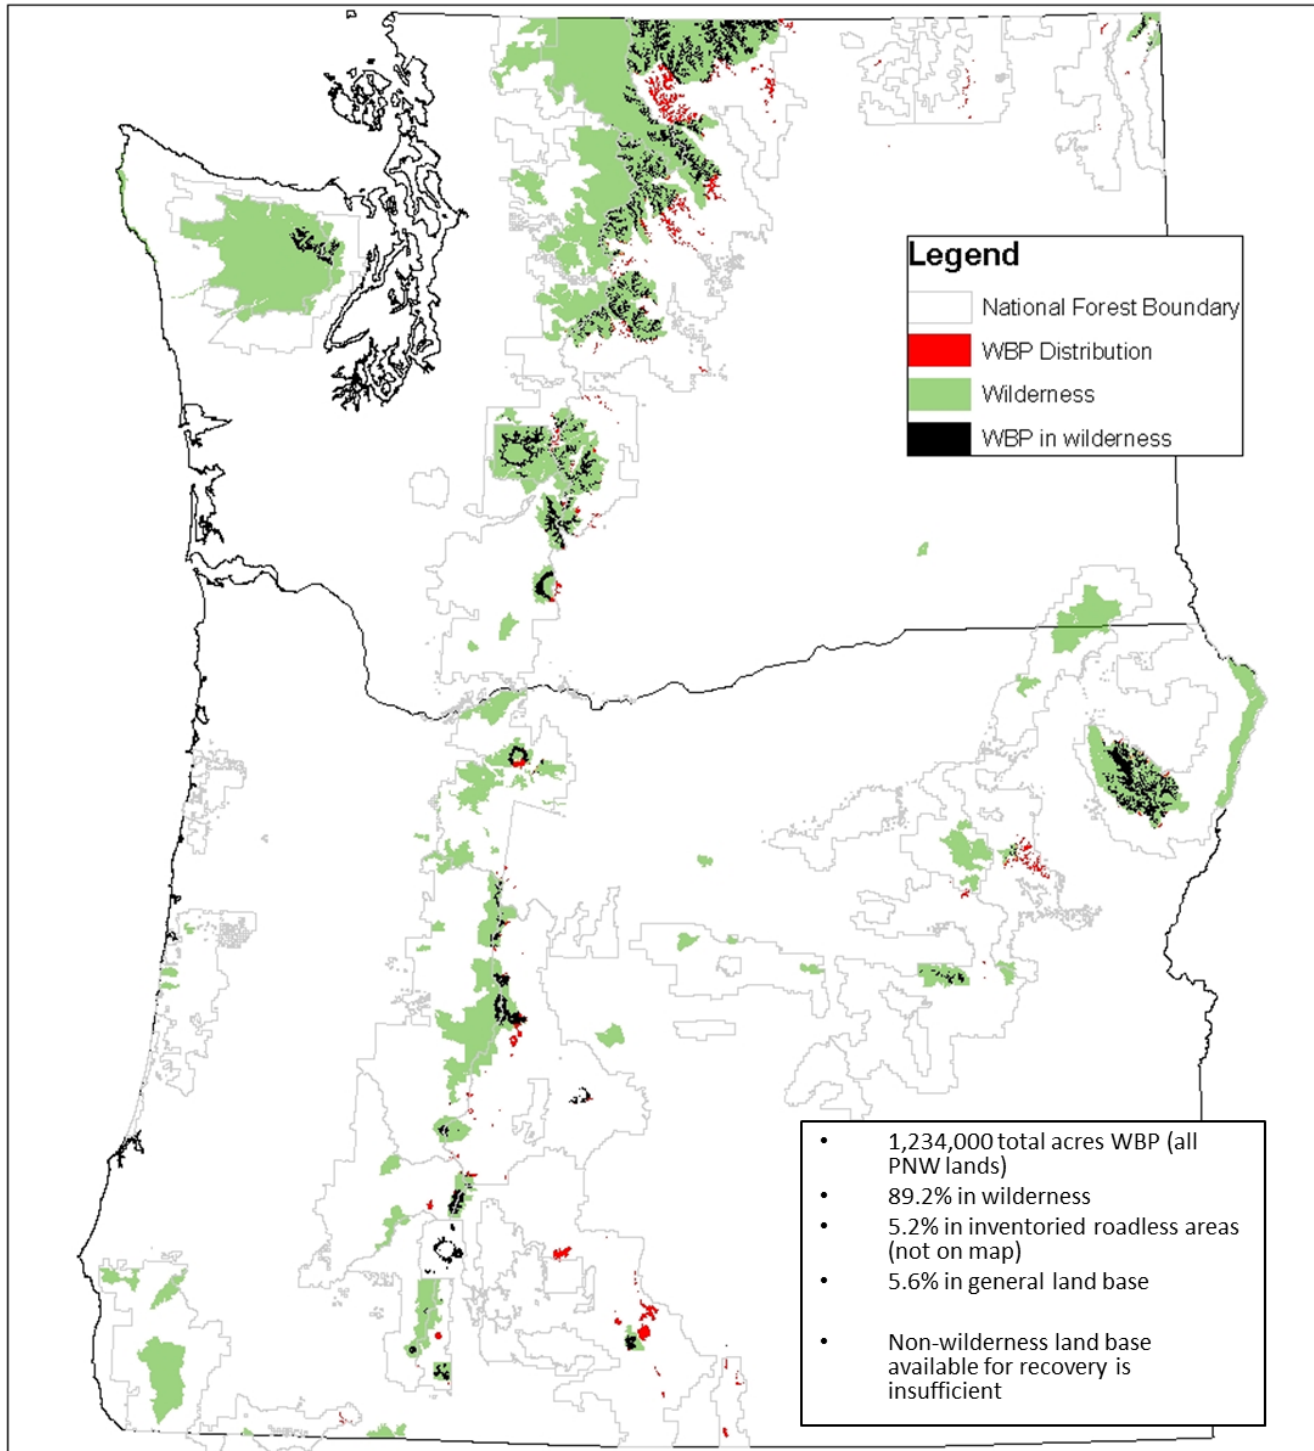 Legend
National Forest Boundary
WBP Distribution
Wilderness
WBP in wilderness
• 1,234,000 total acres WBP (all
PNW lands)
• 89.2% in wilderness
• 5.2% in inventoried roadless areas
(not on map)
• 5.6% in general land base
• Non-wilderness land base
available for recovery is
insufficient